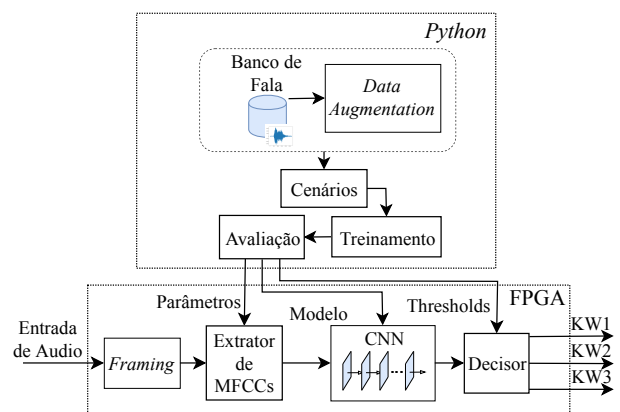 Python
Banco de
Fala
Data
Augmentation
Cenários
Avaliação
Treinamento
FPGA
Parâmetros
Modelo
Thresholds
Entrada
de Audio
Framing
Extrator
de
MFCCs
CNN
Decisor
KW1
KW2
KW3